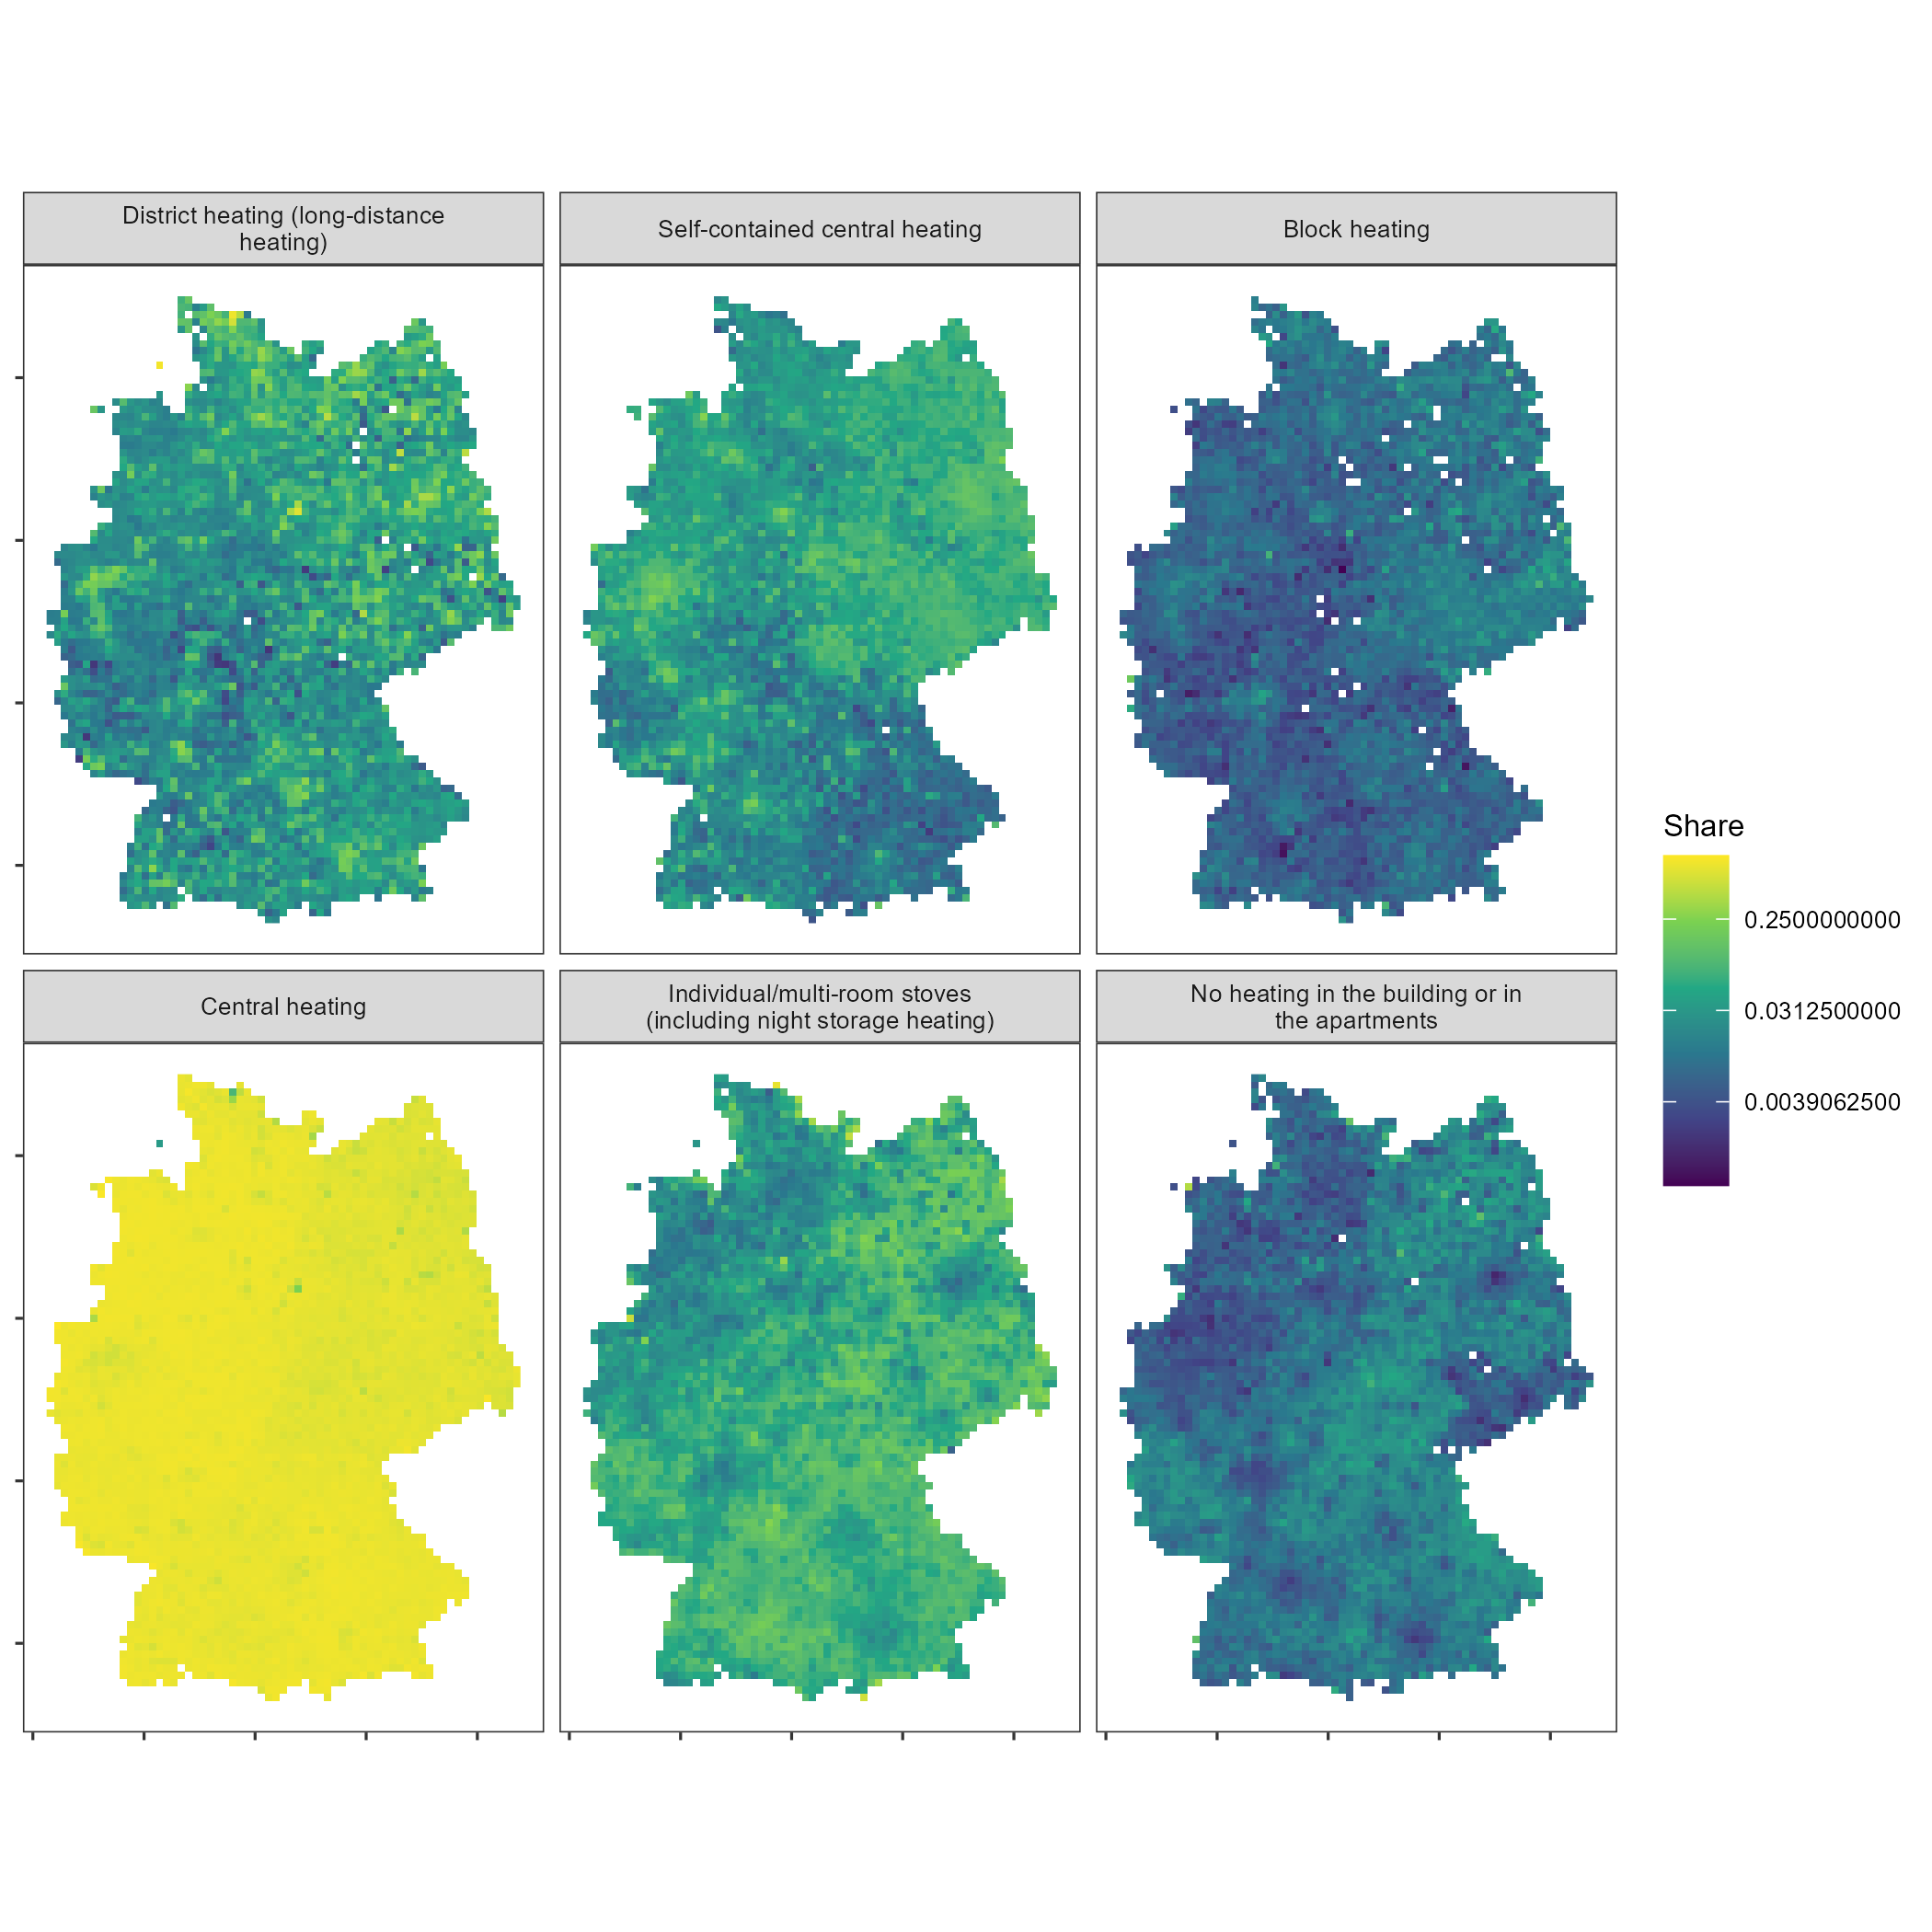 District heating (long-distance
heating)
Self-contained central heating
Block heating
Central heating
Individual/multi-room stoves
(including night storage heating)
No heating in the building or in
the apartments
Share
0.2500000000
0.0312500000
0.0039062500